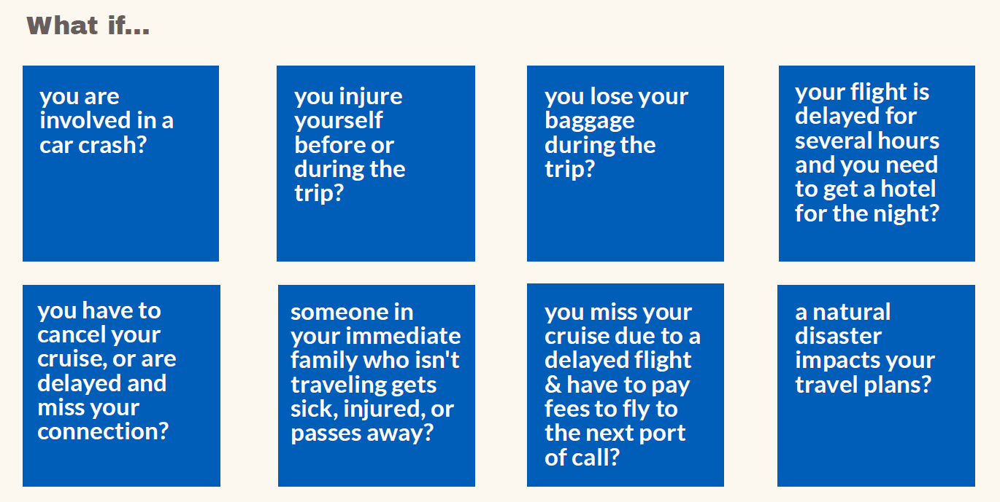 What if...
you are
involved in a
car crash?
you injure
yourself
before or
during the
trip?
you lose your
baggage
during the
trip?
your flight is
delayed for
several hours
and you need
to get a hotel
for the night?
you have to
cancel your
cruise, or are
delayed and
miss your
connection?
someone in
your immediate
family who isn't
traveling gets
sick, injured, or
passes away?
you miss your
cruise due to a
delayed flight
& have to pay
fees to fly to
the next port
of call?
a natural
disaster
impacts your
travel plans?